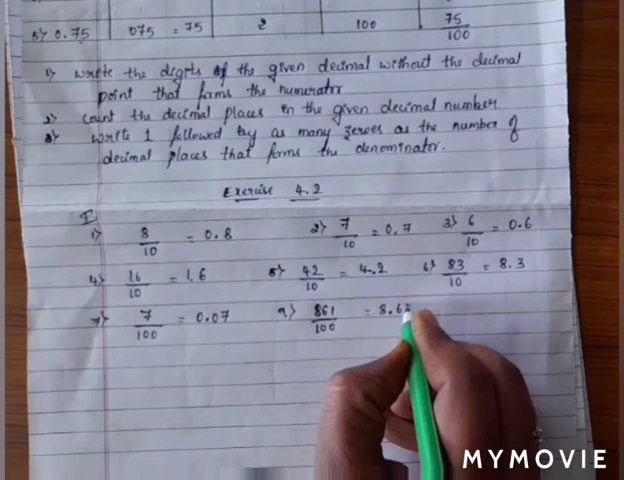 5) 0.75 075 = 75 2 100 75/100
1) Write the digits of the given decimal without the decimal
point that forms the numerator
2) Count the decimal places in the given decimal number.
3) Write 1 followed by as many zeroes as the number of
decimal places that forms the denominator.
Exercise 4.2
I
1) 8/10 = 0.8 2) 7/10 = 0.7 3) 6/10 = 0.6
4) 16/10 = 1.6 5) 42/10 = 4.2 6) 83/10 = 8.3
7) 7/100 = 0.07 9) 861/100 = 8.6
MYMOVIE